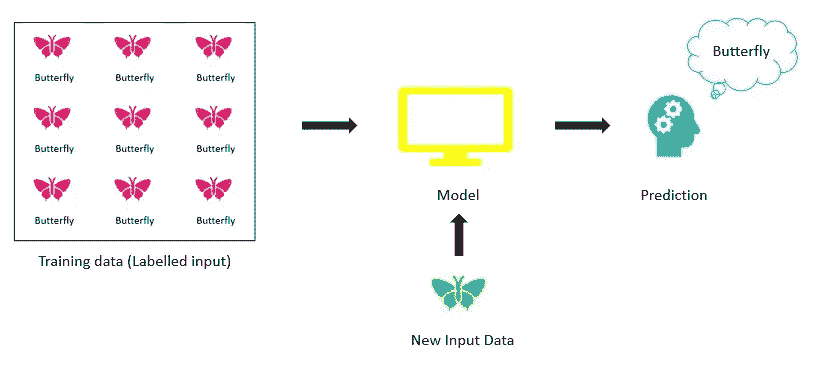 Butterfly
Butterfly Butterfly Butterfly
Butterfly Butterfly Butterfly
Butterfly Butterfly Butterfly
Model
Prediction
Training data (Labelled input)
New Input Data